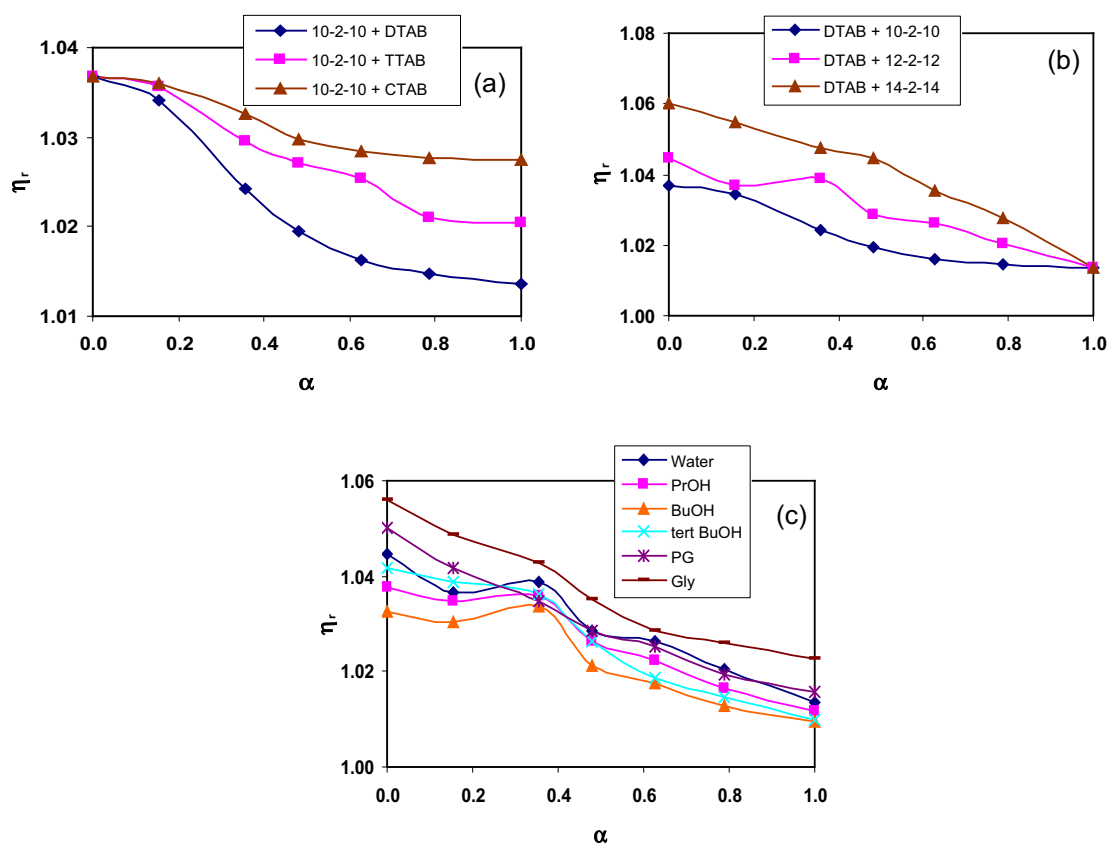 10-2-10 + DTAB
10-2-10 + TTAB
10-2-10 + CTAB
(a)
1.04
1.03
1.02
1.01
ηr
0.0 0.2 0.4 0.6 0.8 1.0
α
DTAB + 10-2-10
DTAB + 12-2-12
DTAB + 14-2-14
(b)
1.08
1.06
1.04
1.02
1.00
ηr
0.0 0.2 0.4 0.6 0.8 1.0
α
Water
PrOH
BuOH
tert BuOH
PG
Gly
(c)
1.06
1.04
1.02
1.00
ηr
0.0 0.2 0.4 0.6 0.8 1.0
α